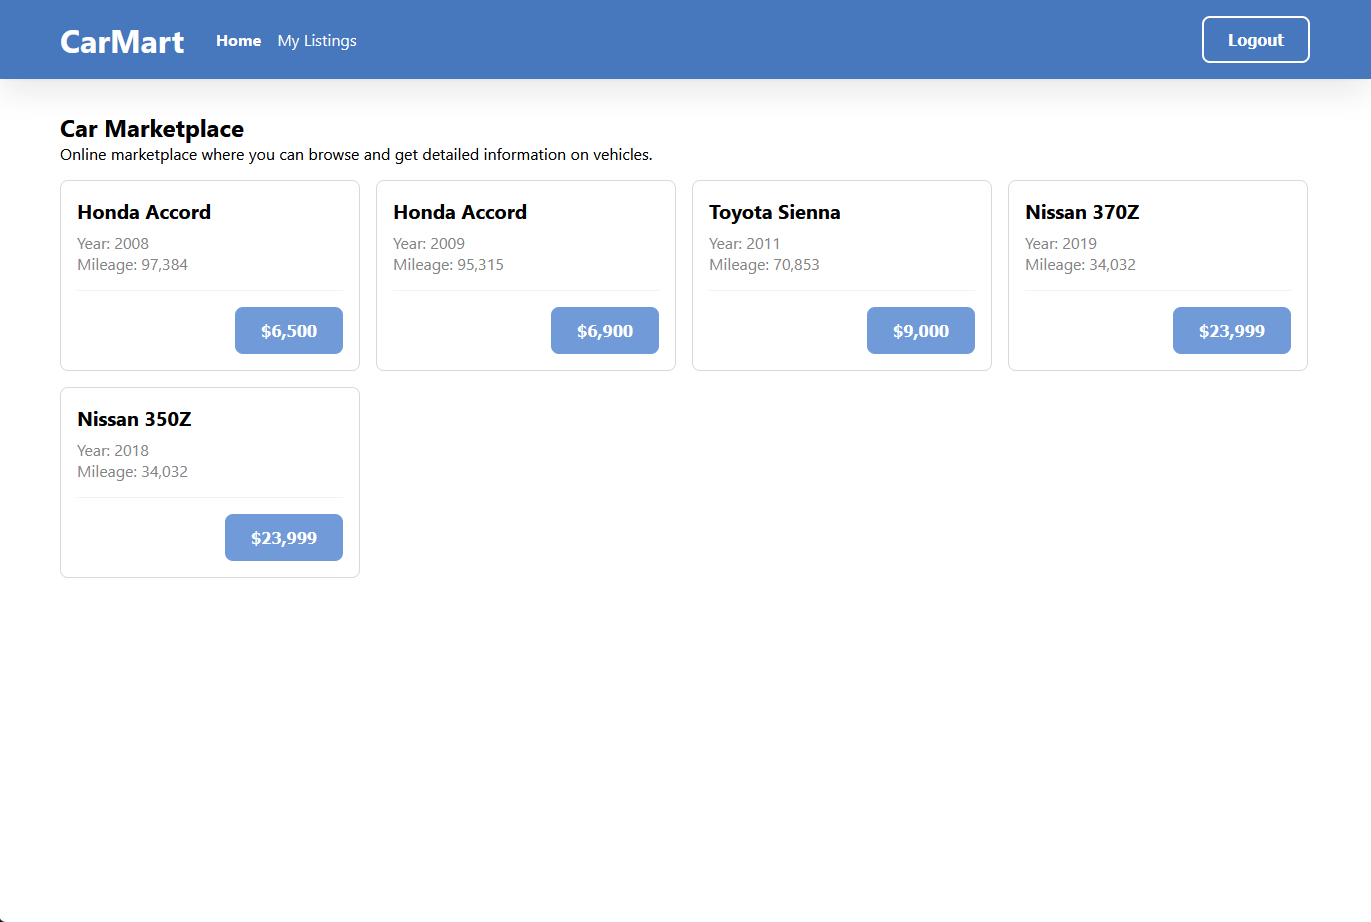 CarMart
Home
My Listings
Logout
Car Marketplace
Online marketplace where you can browse and get detailed information on vehicles.
Honda Accord
Year: 2008
Mileage: 97,384
$6,500
Honda Accord
Year: 2009
Mileage: 95,315
$6,900
Toyota Sienna
Year: 2011
Mileage: 70,853
$9,000
Nissan 370Z
Year: 2019
Mileage: 34,032
$23,999
Nissan 350Z
Year: 2018
Mileage: 34,032
$23,999